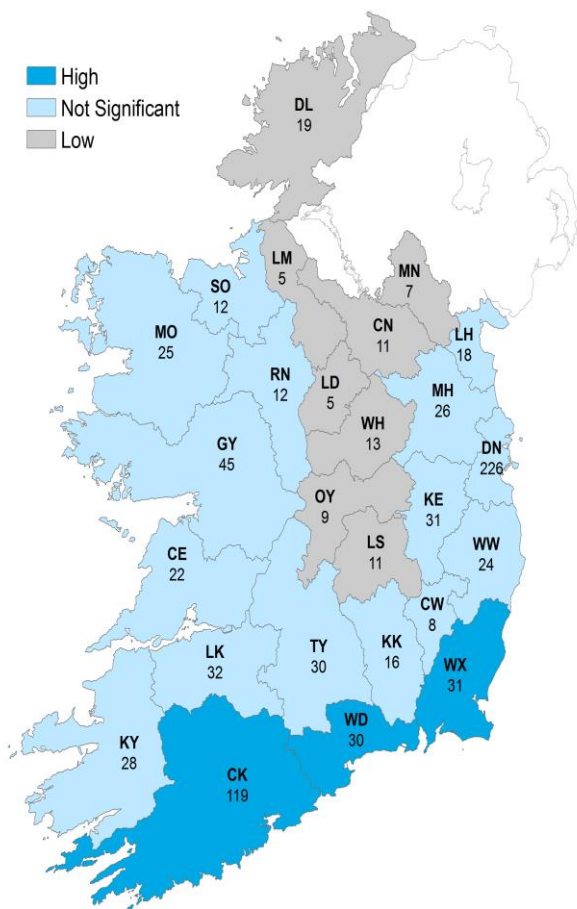 High
Not Significant
Low
DL
19
LM
5
MN
7
SO
12
CN
11
LH
18
MO
25
RN
12
LD
5
MH
26
WH
13
DN
226
GY
45
OY
9
KE
31
LS
11
WW
24
CE
22
CW
8
LK
32
TY
30
KK
16
WX
31
WD
30
KY
28
CK
119